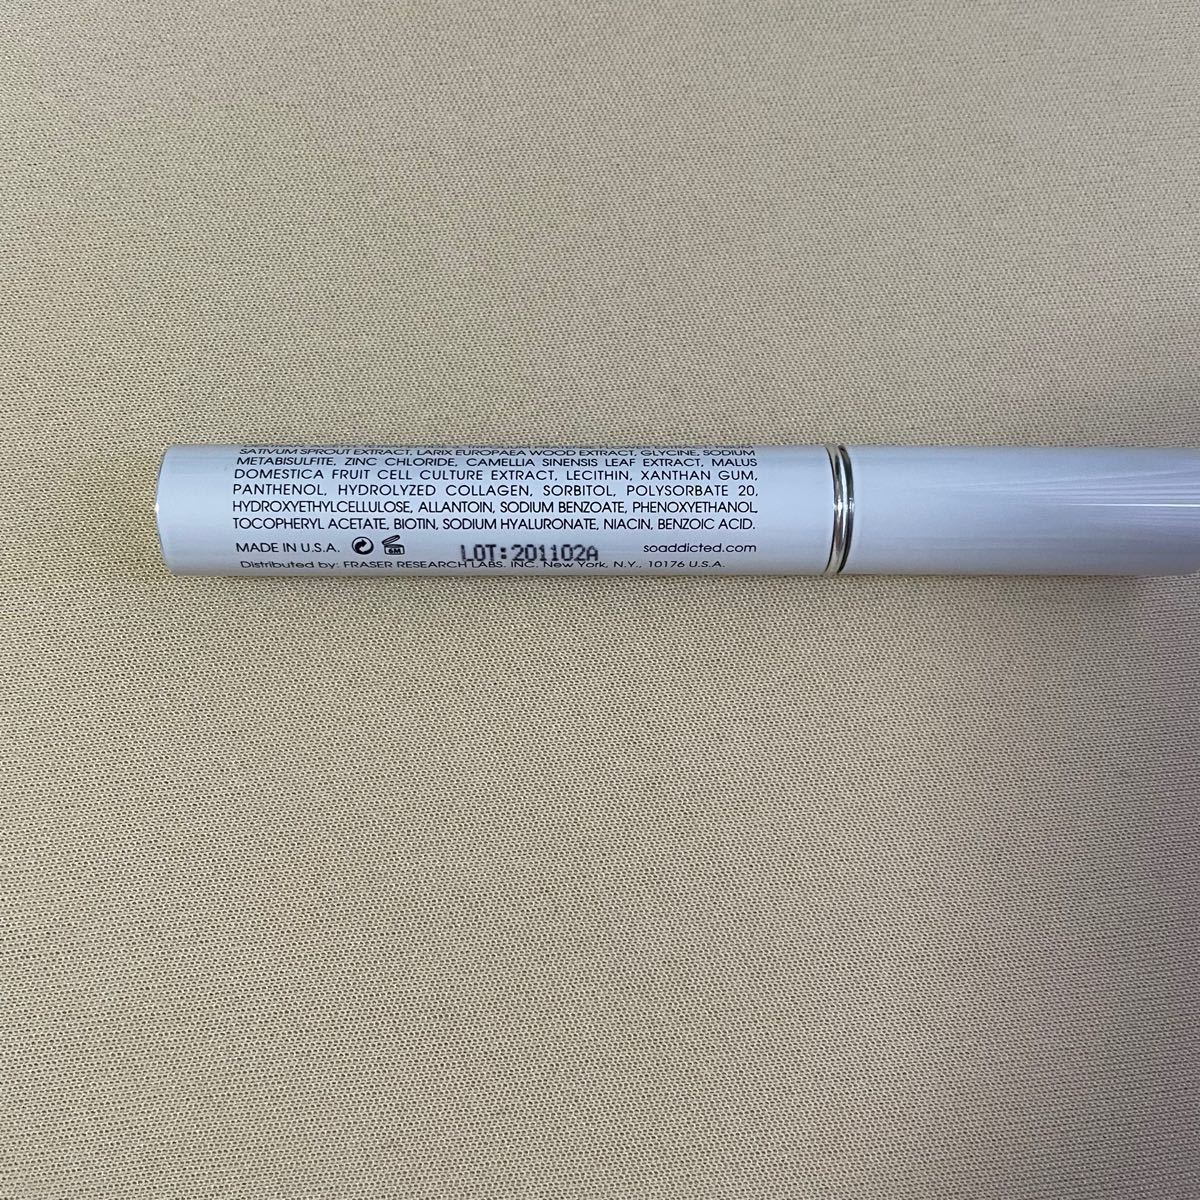 SATIVUM SPROUT EXTRACT, LARIX EUROPAEA WOOD EXTRACT, GLYCINE, SODIUM
METABISULFITE, ZINC CHLORIDE, CAMELLIA SINENSIS LEAF EXTRACT, MALUS
DOMESTICA FRUIT CELL CULTURE EXTRACT, LECITHIN, XANTHAN GUM,
PANTHENOL, HYDROLYZED COLLAGEN, SORBITOL, POLYSORBATE 20,
HYDROXYETHYLCELLULOSE, ALLANTOIN, SODIUM BENZOATE, PHENOXYETHANOL,
TOCOPHERYL ACETATE, BIOTIN, SODIUM HYALURONATE, NIACIN, BENZOIC ACID.
MADE IN U.S.A. 6M LOT:201102A soaddicted.com
Distributed by: FRASER RESEARCH LABS. INC. New York, N.Y., 10176 U.S.A.